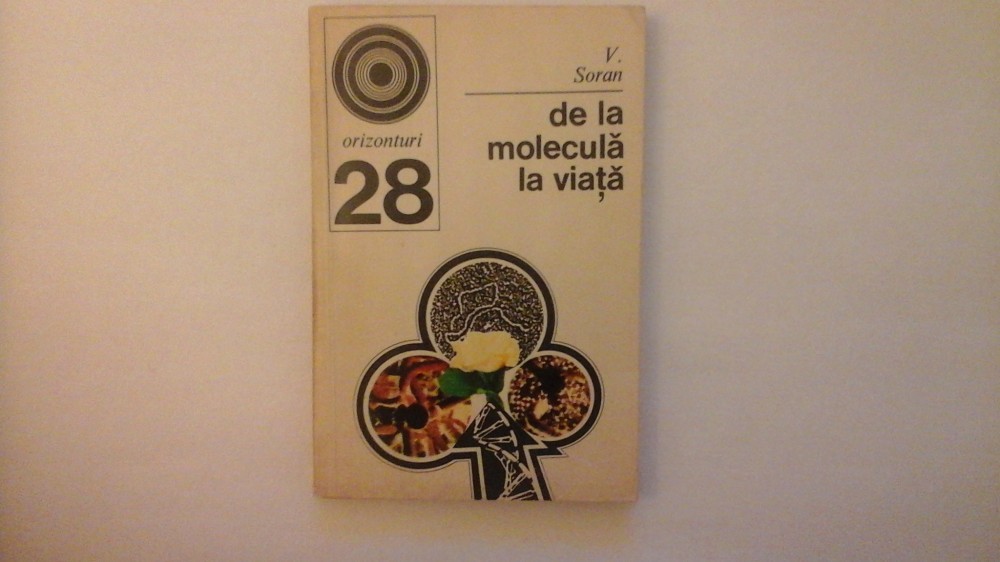 orizonturi
28
V.
Soran
de la
moleculă
la viață